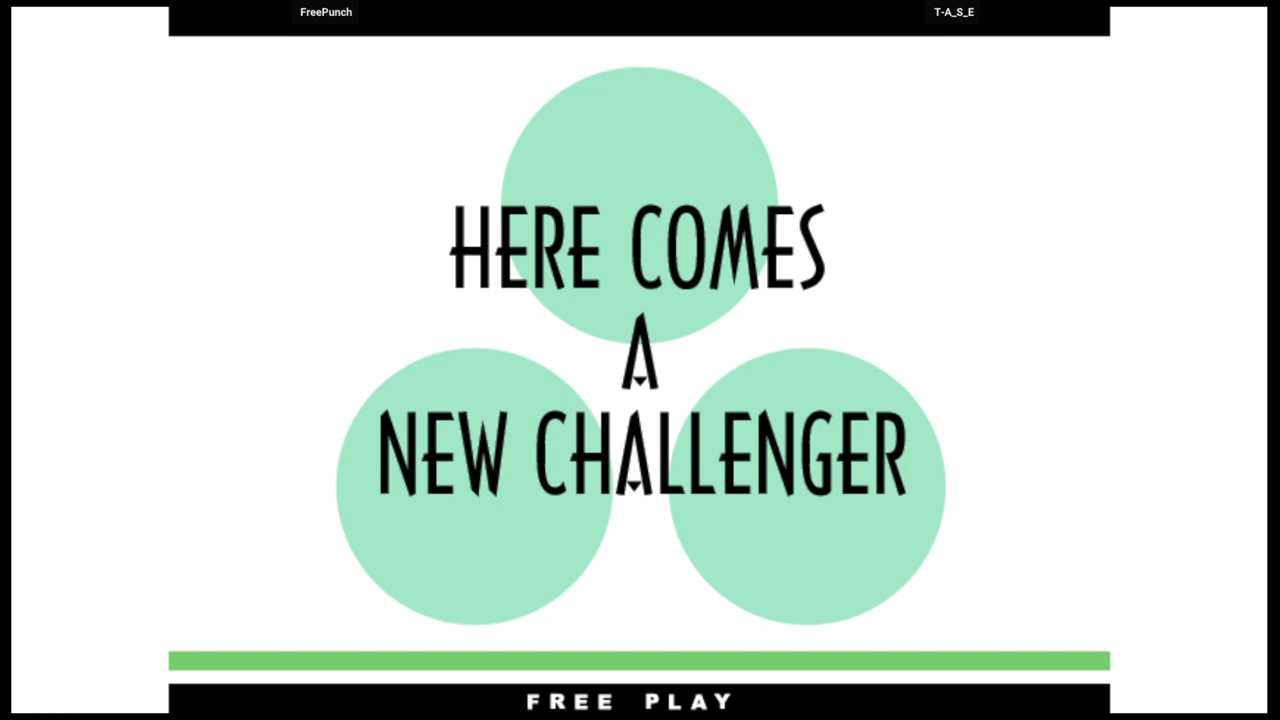 FreePunch
T-A_S_E
HERE COMES
A
NEW CHALLENGER
FREE PLAY